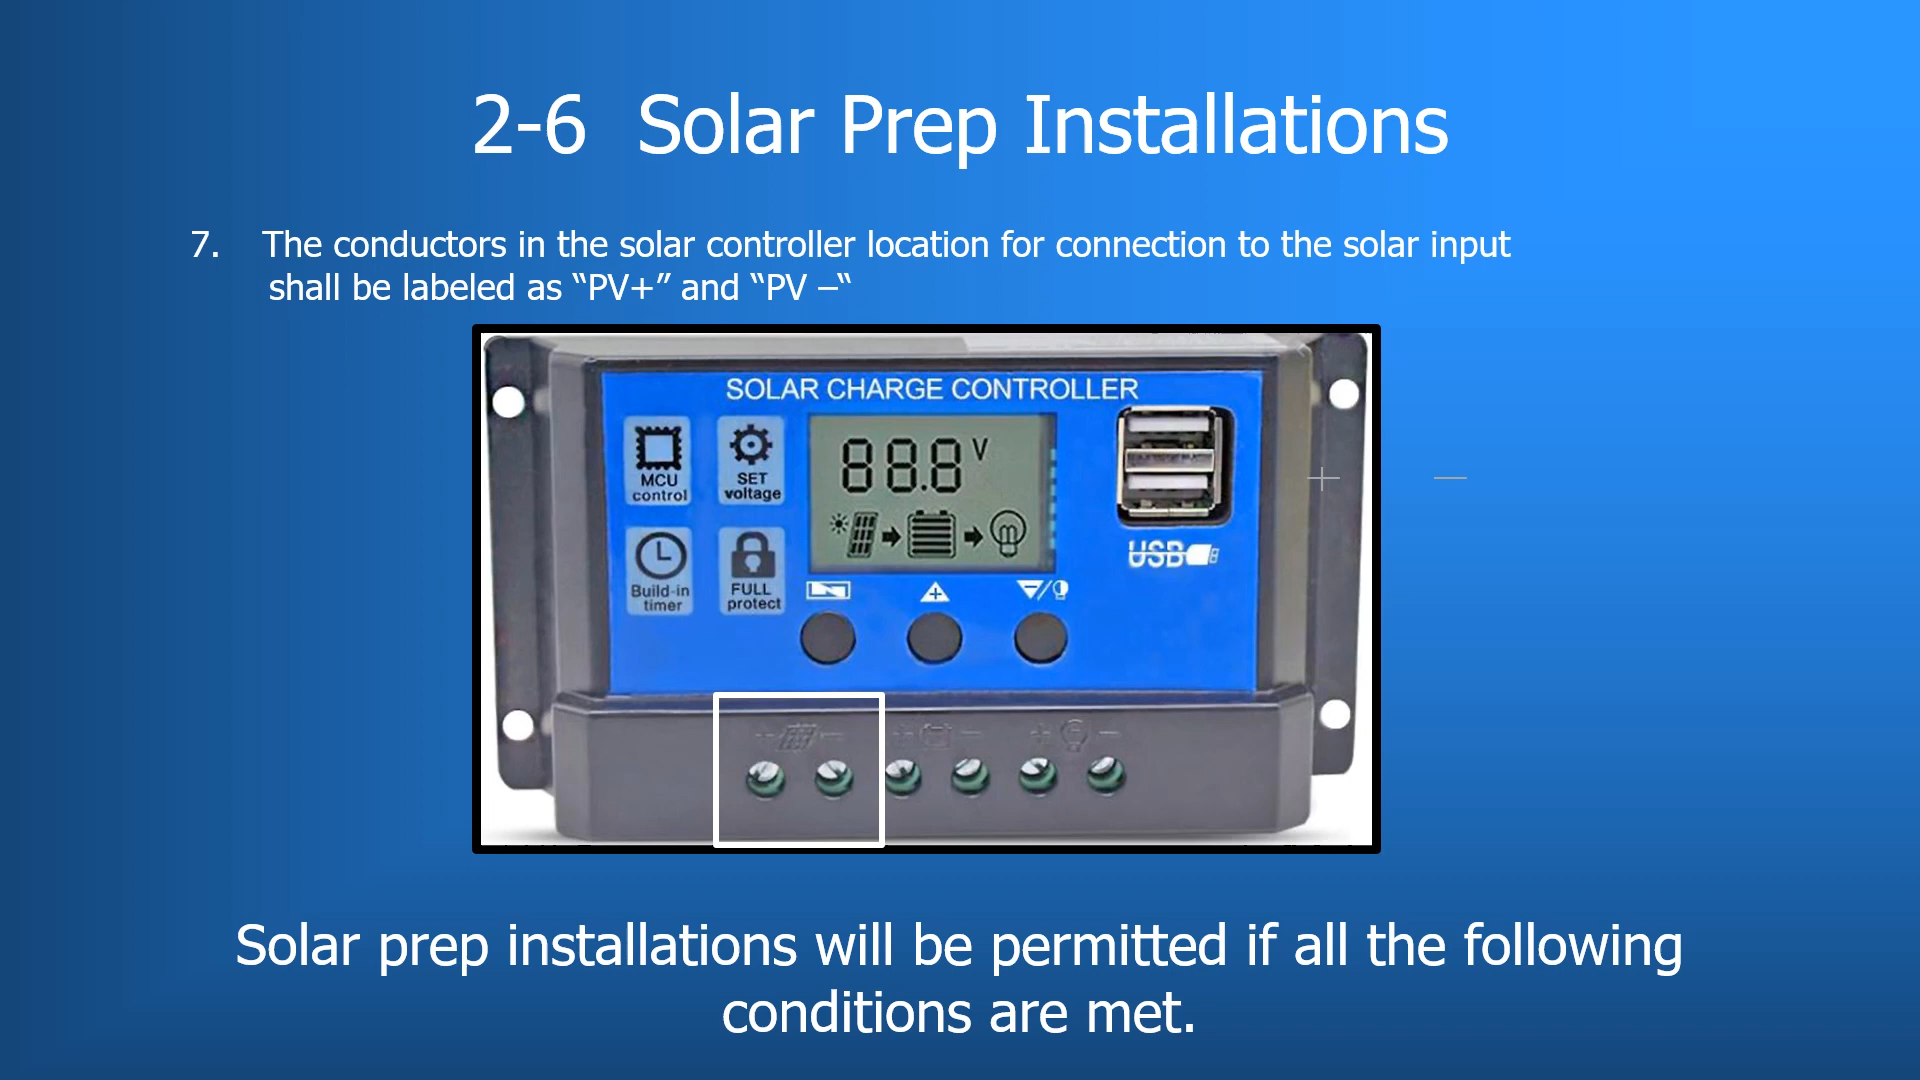 2-6 Solar Prep Installations
7. The conductors in the solar controller location for connection to the solar input
shall be labeled as “PV+” and “PV –“
SOLAR CHARGE CONTROLLER
MCU
control
SET
voltage
88.8 V
Build-in
timer
FULL
protect
USB
+ –
+ – + – + –
Solar prep installations will be permitted if all the following
conditions are met.